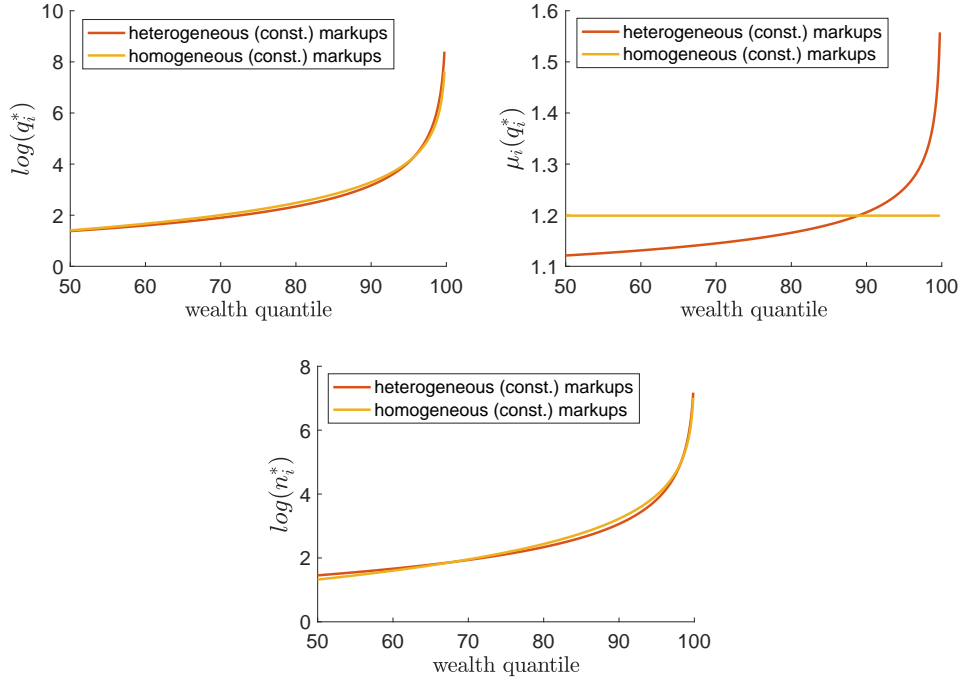 10
8
6
4
2
0
log(q_i^*)
heterogeneous (const.) markups
homogeneous (const.) markups
50 60 70 80 90 100
wealth quantile
1.6
1.5
1.4
1.3
1.2
1.1
μ_i(q_i^*)
heterogeneous (const.) markups
homogeneous (const.) markups
50 60 70 80 90 100
wealth quantile
8
6
4
2
0
log(n_i^*)
heterogeneous (const.) markups
homogeneous (const.) markups
50 60 70 80 90 100
wealth quantile